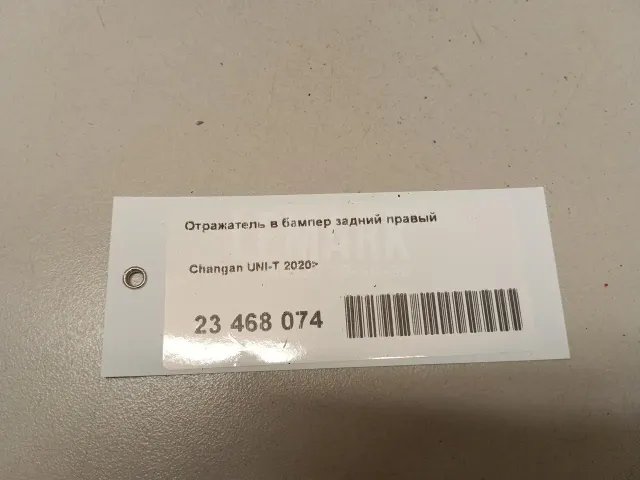 Отражатель в бампер задний правый
Changan UNI-T 2020>
23 468 074